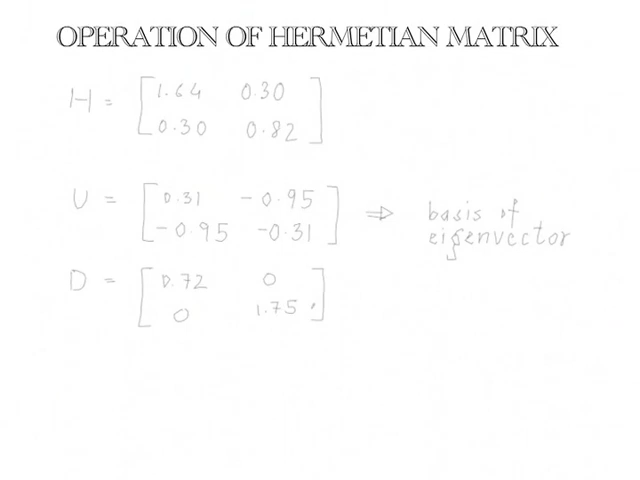 OPERATION OF HERMETIAN MATRIX
H = [ 1.64 0.30
0.30 0.82 ]
U = [ 0.31 -0.95
-0.95 -0.31 ] ⇒ basis of
eigenvector
D = [ 0.72 0
0 1.75 ]